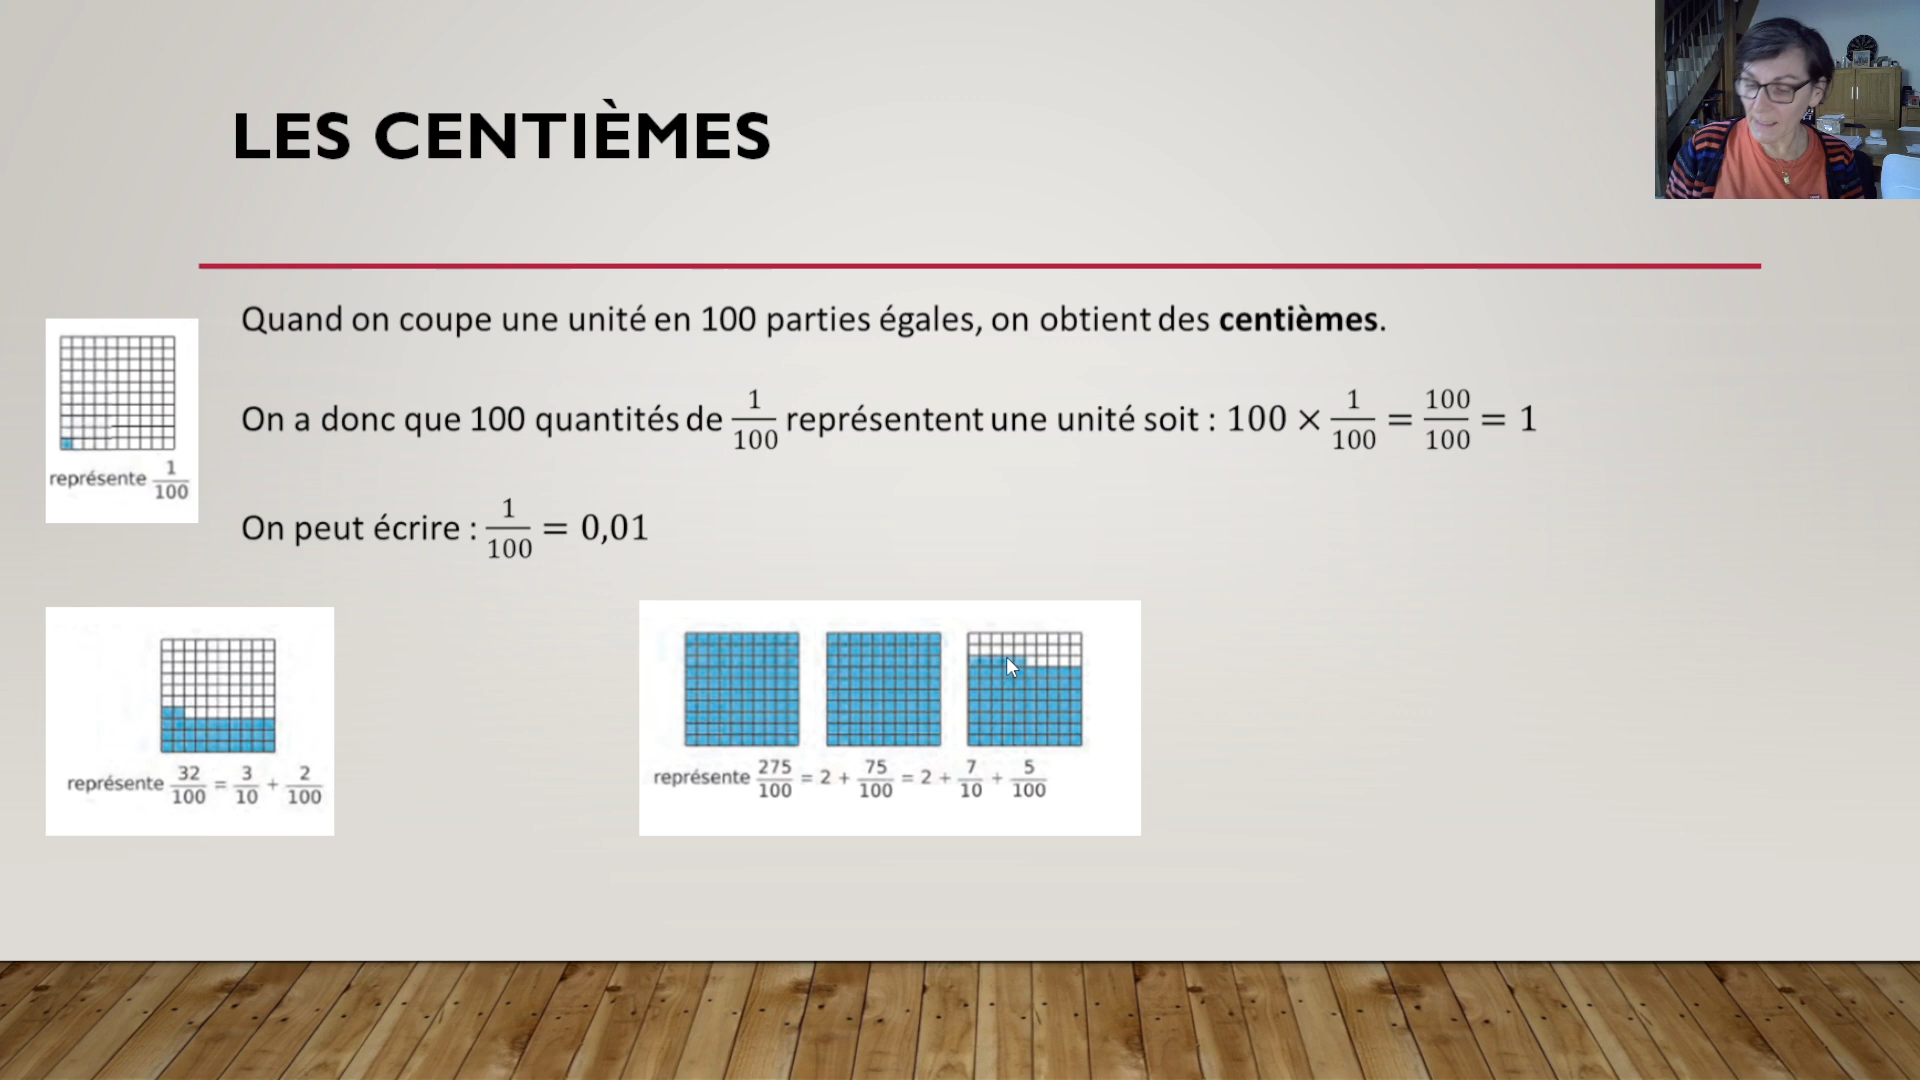 LES CENTIÈMES
Quand on coupe une unité en 100 parties égales, on obtient des centièmes.
On a donc que 100 quantités de 1/100 représentent une unité soit : 100 × 1/100 = 100/100 = 1
représente 1/100
On peut écrire : 1/100 = 0,01
représente 32/100 = 3/10 + 2/100
représente 275/100 = 2 + 75/100 = 2 + 7/10 + 5/100